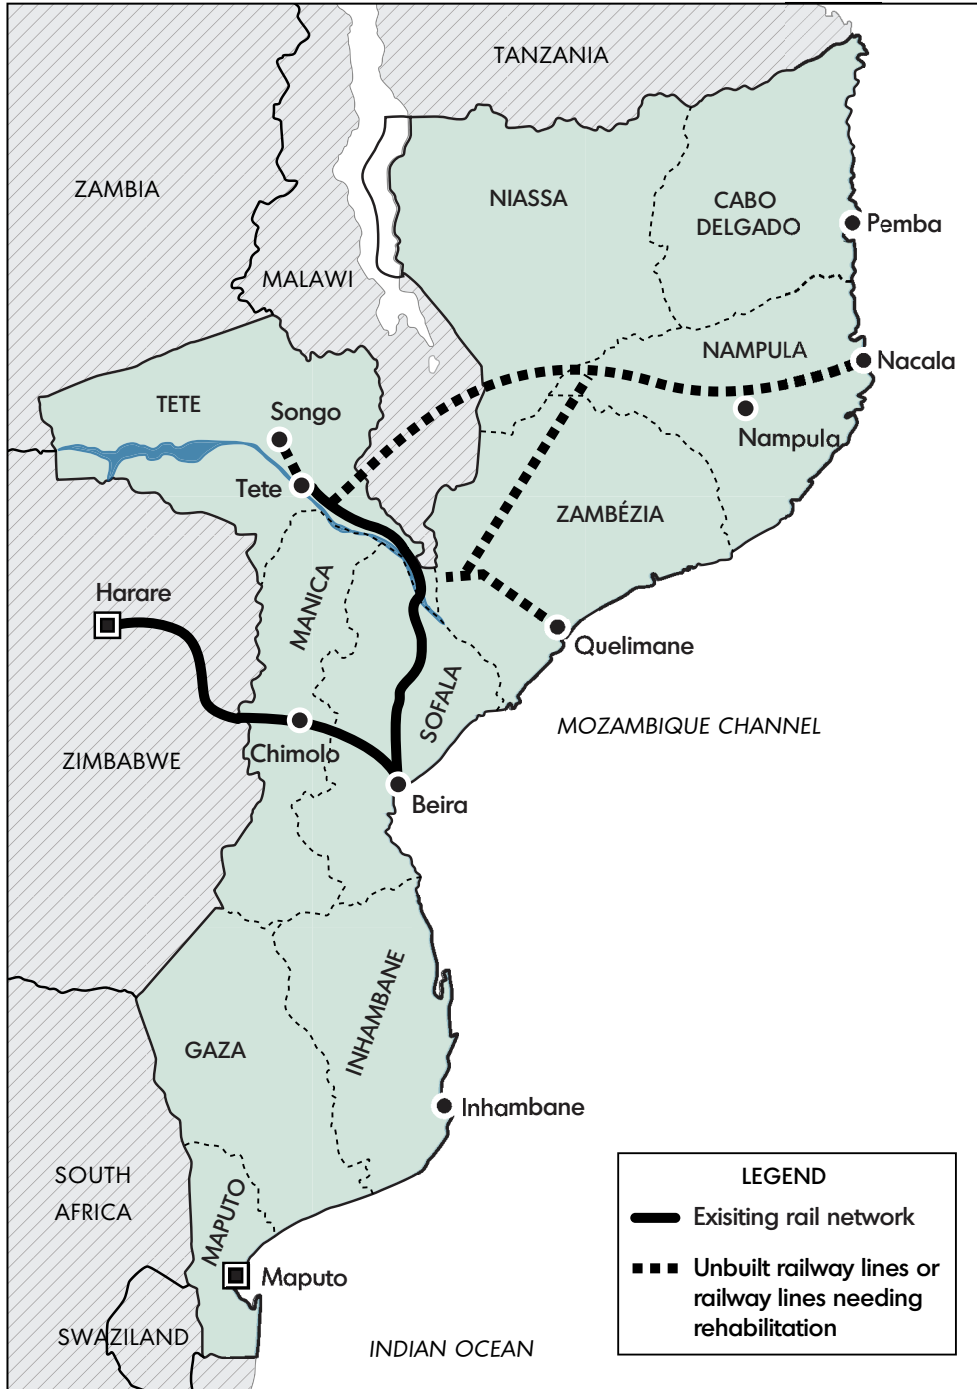 TANZANIA
ZAMBIA
NIASSA
CABO
DELGADO
Pemba
MALAWI
NAMPULA
Nacala
TETE
Songo
Nampula
Tete
ZAMBÉZIA
Harare
MANICA
Quelimane
SOFALA
MOZAMBIQUE CHANNEL
ZIMBABWE
Chimolo
Beira
INHAMBANE
GAZA
Inhambane
SOUTH
AFRICA
MAPUTO
Maputo
SWAZILAND
INDIAN OCEAN
LEGEND
Exisiting rail network
Unbuilt railway lines or
railway lines needing
rehabilitation